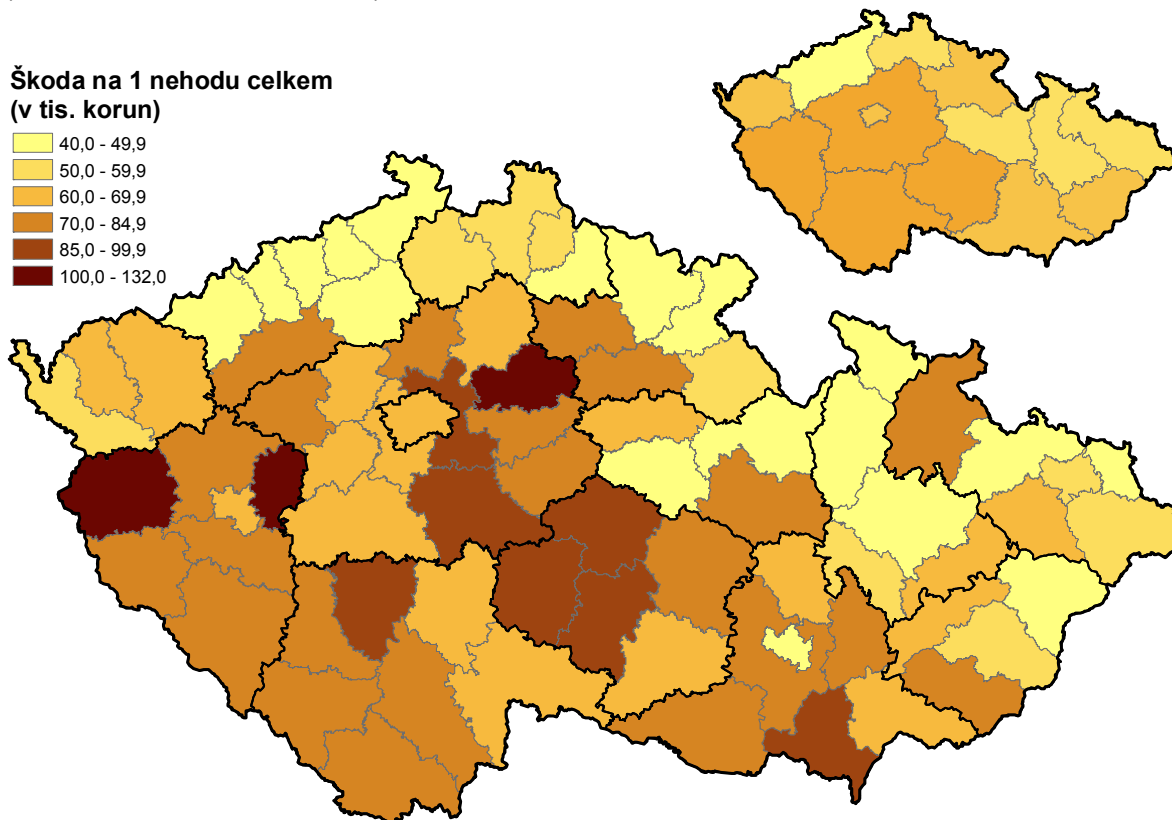 Škoda na 1 nehodu celkem
(v tis. korun)
40,0 - 49,9
50,0 - 59,9
60,0 - 69,9
70,0 - 84,9
85,0 - 99,9
100,0 - 132,0